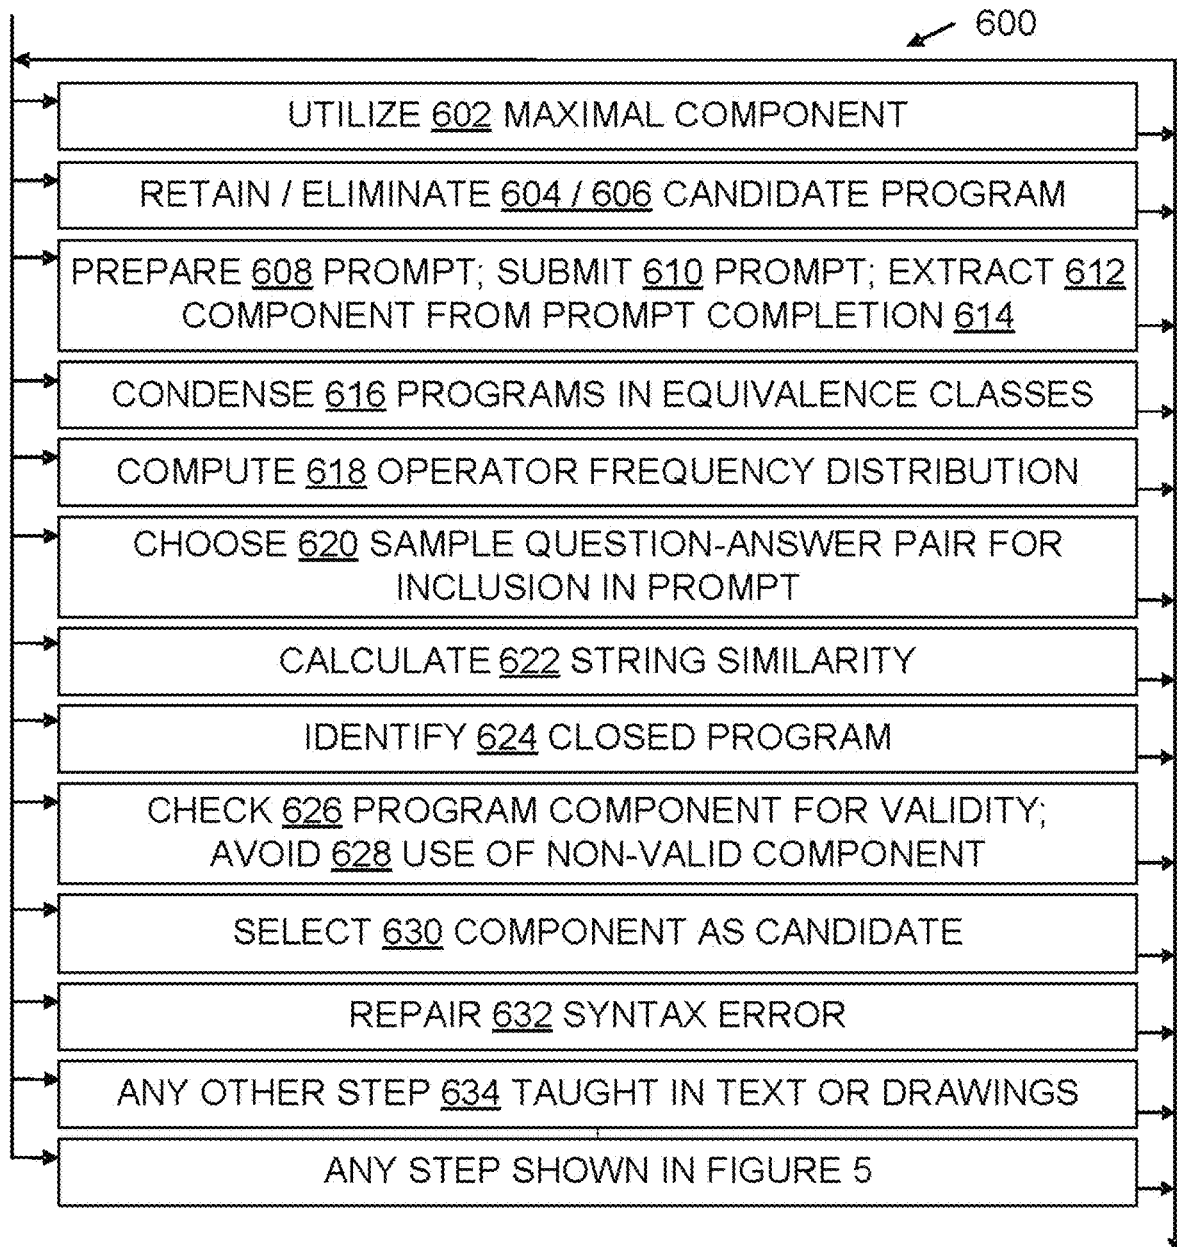 600
UTILIZE 602 MAXIMAL COMPONENT
RETAIN / ELIMINATE 604 / 606 CANDIDATE PROGRAM
PREPARE 608 PROMPT; SUBMIT 610 PROMPT; EXTRACT 612
COMPONENT FROM PROMPT COMPLETION 614
CONDENSE 616 PROGRAMS IN EQUIVALENCE CLASSES
COMPUTE 618 OPERATOR FREQUENCY DISTRIBUTION
CHOOSE 620 SAMPLE QUESTION-ANSWER PAIR FOR
INCLUSION IN PROMPT
CALCULATE 622 STRING SIMILARITY
IDENTIFY 624 CLOSED PROGRAM
CHECK 626 PROGRAM COMPONENT FOR VALIDITY;
AVOID 628 USE OF NON-VALID COMPONENT
SELECT 630 COMPONENT AS CANDIDATE
REPAIR 632 SYNTAX ERROR
ANY OTHER STEP 634 TAUGHT IN TEXT OR DRAWINGS
ANY STEP SHOWN IN FIGURE 5